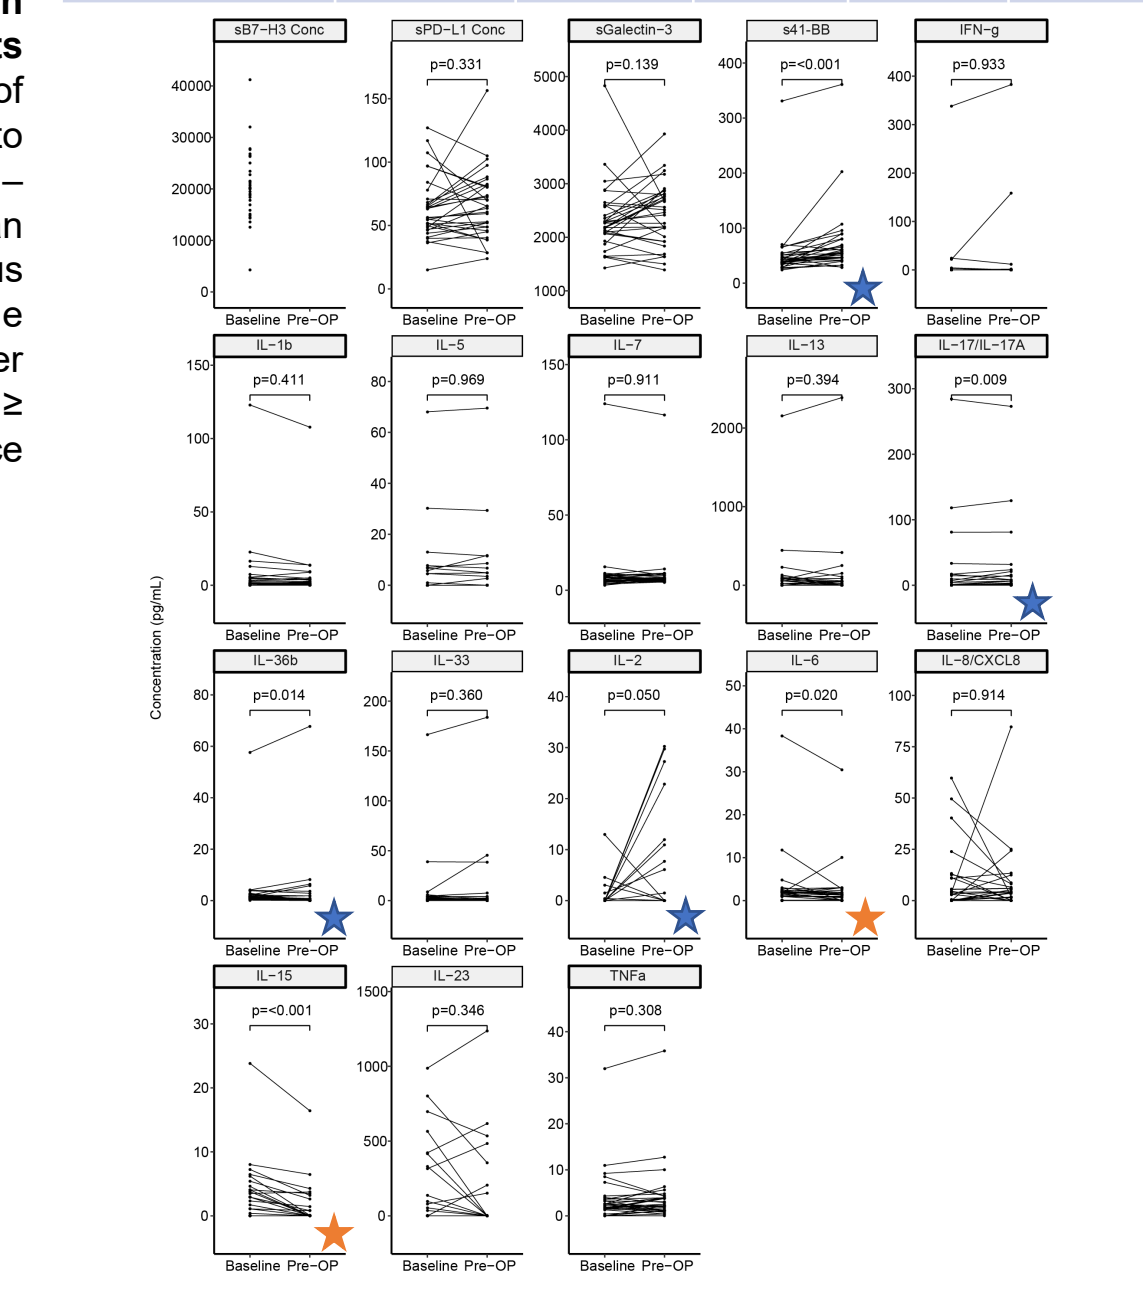 n
ts
of
to
–
an
us
e
er
≥
ce
Concentration (pg/mL)
sB7−H3 Conc
40000
30000
20000
10000
0
Baseline Pre−OP
sPD−L1 Conc
p=0.331
150
100
50
0
Baseline Pre−OP
sGalectin−3
p=0.139
5000
4000
3000
2000
1000
Baseline Pre−OP
s41-BB
p=<0.001
400
300
200
100
0
Baseline Pre−OP
IFN−g
p=0.933
400
300
200
100
0
Baseline Pre−OP
IL−1b
p=0.411
150
100
50
0
Baseline Pre−OP
IL−5
p=0.969
80
60
40
20
0
Baseline Pre−OP
IL−7
p=0.911
150
100
50
0
Baseline Pre−OP
IL−13
p=0.394
2000
1000
0
Baseline Pre−OP
IL−17/IL−17A
p=0.009
300
200
100
0
Baseline Pre−OP
IL−36b
p=0.014
80
60
40
20
0
Baseline Pre−OP
IL−33
p=0.360
200
150
100
50
0
Baseline Pre−OP
IL−2
p=0.050
40
30
20
10
0
Baseline Pre−OP
IL−6
p=0.020
50
40
30
20
10
0
Baseline Pre−OP
IL−8/CXCL8
p=0.914
100
75
50
25
0
Baseline Pre−OP
IL−15
p=<0.001
30
20
10
0
Baseline Pre−OP
IL−23
p=0.346
1500
1000
500
0
Baseline Pre−OP
TNFa
p=0.308
40
30
20
10
0
Baseline Pre−OP